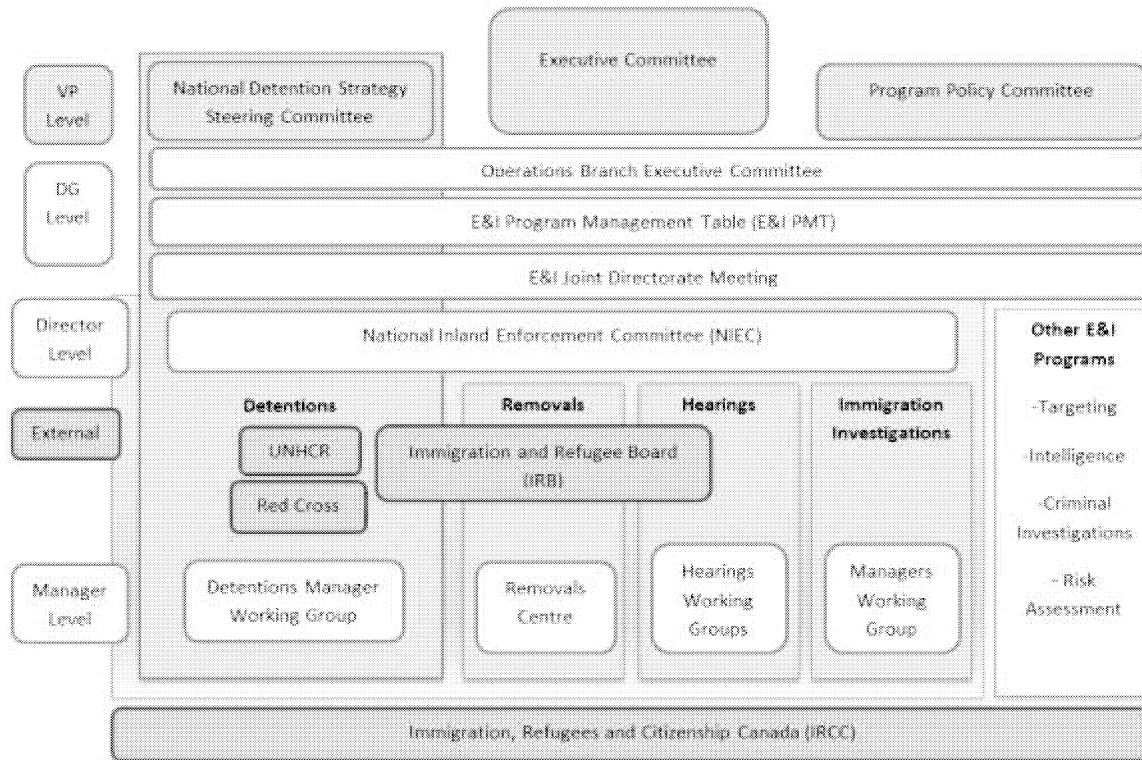 Executive Committee
VP
Level
National Detention Strategy
Steering Committee
Program Policy Committee
Operations Branch Executive Committee
DG
Level
E&I Program Management Table (E&I PMT)
E&I Joint Directorate Meeting
Director
Level
National Inland Enforcement Committee (NIEC)
Other E&I
Programs
-Targeting
-Intelligence
-Criminal
Investigations
- Risk
Assessment
Detentions
Removals
Hearings
Immigration
Investigations
External
UNHCR
Red Cross
Immigration and Refugee Board
(IRB)
Manager
Level
Detentions Manager
Working Group
Removals
Centre
Hearings
Working
Groups
Managers
Working
Group
Immigration, Refugees and Citizenship Canada (IRCC)